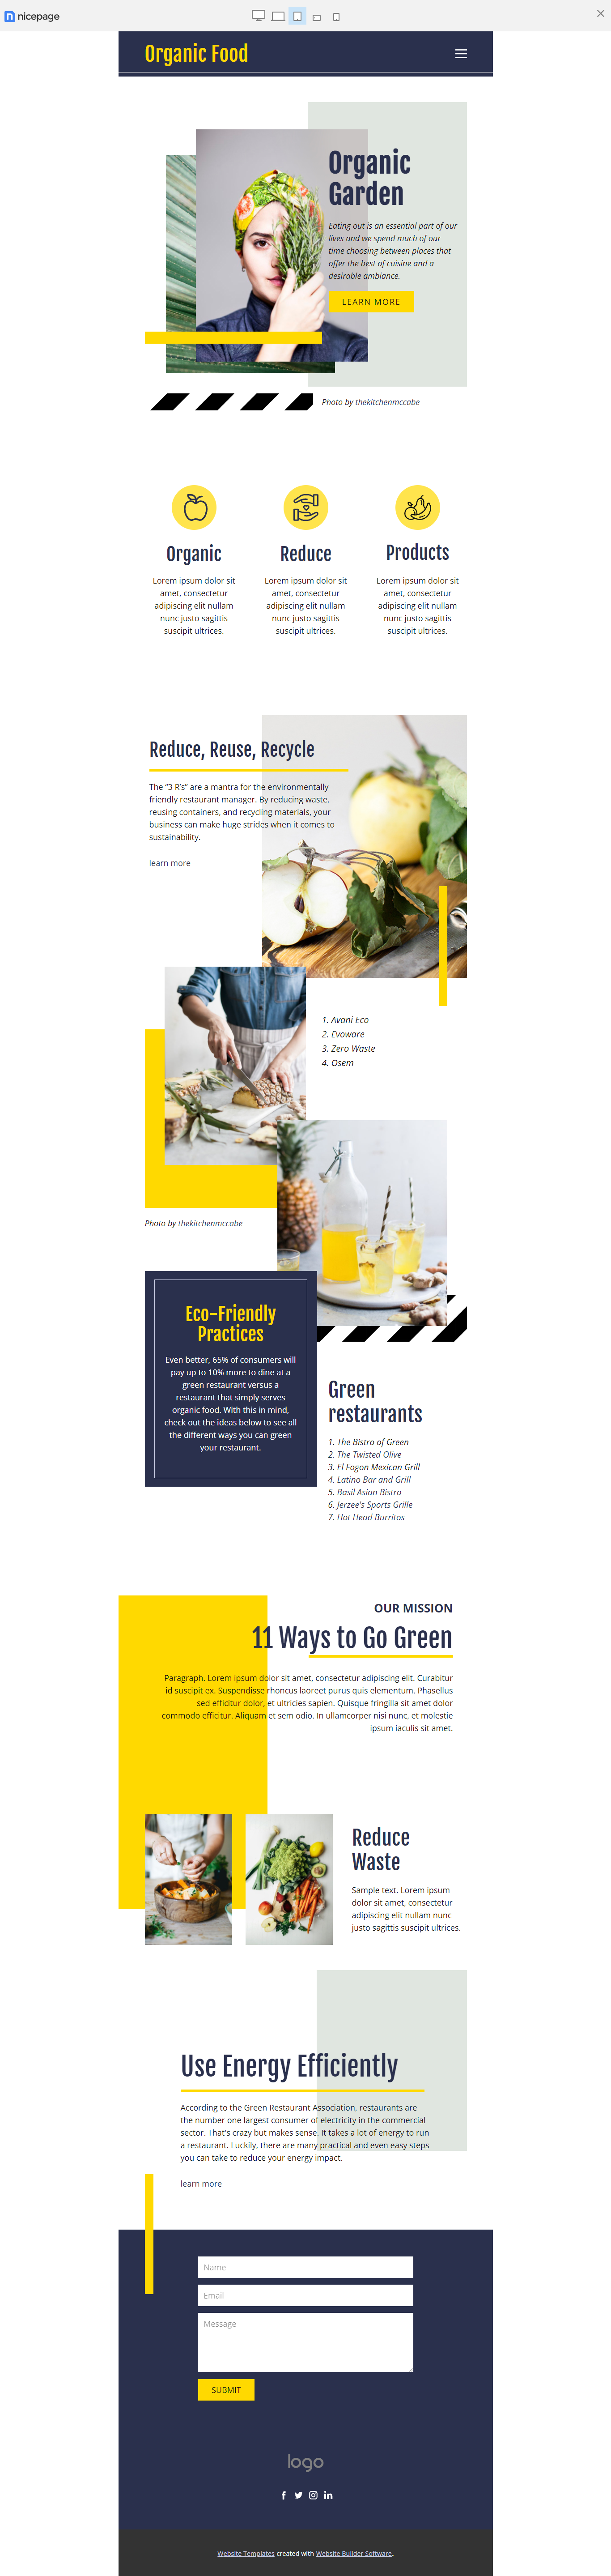 nicepage
Organic Food
Organic
Garden
Eating out is an essential part of our
lives and we spend much of our
time choosing between places that
offer the best of cuisine and a
desirable ambiance.
LEARN MORE
Photo by thekitchenmccabe
Organic
Lorem ipsum dolor sit
amet, consectetur
adipiscing elit nullam
nunc justo sagittis
suscipit ultrices.
Reduce
Lorem ipsum dolor sit
amet, consectetur
adipiscing elit nullam
nunc justo sagittis
suscipit ultrices.
Products
Lorem ipsum dolor sit
amet, consectetur
adipiscing elit nullam
nunc justo sagittis
suscipit ultrices.
Reduce, Reuse, Recycle
The "3 R's" are a mantra for the environmentally
friendly restaurant manager. By reducing waste,
reusing containers, and recycling materials, your
business can make huge strides when it comes to
sustainability.
learn more
1. Avani Eco
2. Evoware
3. Zero Waste
4. Osem
Photo by thekitchenmccabe
Eco-Friendly
Practices
Even better, 65% of consumers will
pay up to 10% more to dine at a
green restaurant versus a
restaurant that simply serves
organic food. With this in mind,
check out the ideas below to see all
the different ways you can green
your restaurant.
Green
restaurants
1. The Bistro of Green
2. The Twisted Olive
3. El Fogon Mexican Grill
4. Latino Bar and Grill
5. Basil Asian Bistro
6. Jerzee's Sports Grille
7. Hot Head Burritos
OUR MISSION
11 Ways to Go Green
Paragraph. Lorem ipsum dolor sit amet, consectetur adipiscing elit. Curabitur
id suscipit ex. Suspendisse rhoncus laoreet purus quis elementum. Phasellus
sed efficitur dolor, et ultricies sapien. Quisque fringilla sit amet dolor
commodo efficitur. Aliquam et sem odio. In ullamcorper nisi nunc, et molestie
ipsum iaculis sit amet.
Reduce
Waste
Sample text. Lorem ipsum
dolor sit amet, consectetur
adipiscing elit nullam nunc
justo sagittis suscipit ultrices.
Use Energy Efficiently
According to the Green Restaurant Association, restaurants are
the number one largest consumer of electricity in the commercial
sector. That's crazy but makes sense. It takes a lot of energy to run
a restaurant. Luckily, there are many practical and even easy steps
you can take to reduce your energy impact.
learn more
Name
Email
Message
SUBMIT
logo
Website Templates created with Website Builder Software.